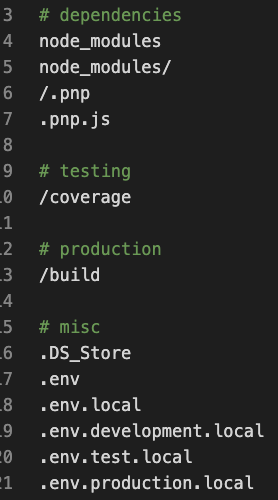 3 # dependencies
4 node_modules
5 node_modules/
6 /.pnp
7 .pnp.js
8
9 # testing
10 /coverage
11
12 # production
13 /build
14
15 # misc
16 .DS_Store
17 .env
18 .env.local
19 .env.development.local
20 .env.test.local
21 .env.production.local